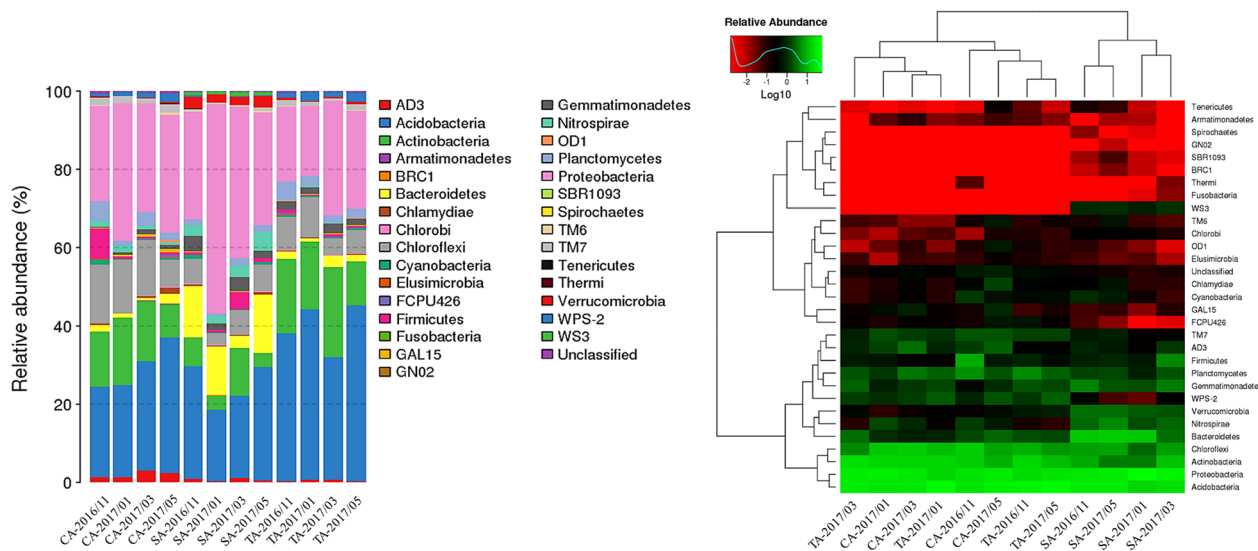 Relative abundance (%)
100
80
60
40
20
0
CA-2016/11
CA-2017/01
CA-2017/03
CA-2017/05
SA-2016/11
SA-2017/01
SA-2017/03
SA-2017/05
TA-2016/11
TA-2017/01
TA-2017/03
TA-2017/05
AD3
Acidobacteria
Actinobacteria
Armatimonadetes
BRC1
Bacteroidetes
Chlamydiae
Chlorobi
Chloroflexi
Cyanobacteria
Elusimicrobia
FCPU426
Firmicutes
Fusobacteria
GAL15
GN02
Gemmatimonadetes
Nitrospirae
OD1
Planctomycetes
Proteobacteria
SBR1093
Spirochaetes
TM6
TM7
Tenericutes
Thermi
Verrucomicrobia
WPS-2
WS3
Unclassified
Relative Abundance
-2 -1 0 1
Log10
Tenericutes
Armatimonadetes
Spirochaetes
GN02
SBR1093
BRC1
Thermi
Fusobacteria
WS3
TM6
Chlorobi
OD1
Elusimicrobia
Unclassified
Chlamydiae
Cyanobacteria
GAL15
FCPU426
TM7
AD3
Firmicutes
Planctomycetes
Gemmatimonadete
WPS-2
Verrucomicrobia
Nitrospirae
Bacteroidetes
Chloroflexi
Actinobacteria
Proteobacteria
Acidobacteria
TA-2017/03
CA-2017/01
CA-2017/03
TA-2017/01
CA-2016/11
CA-2017/05
TA-2016/11
TA-2017/05
SA-2016/11
SA-2017/05
SA-2017/01
SA-2017/03